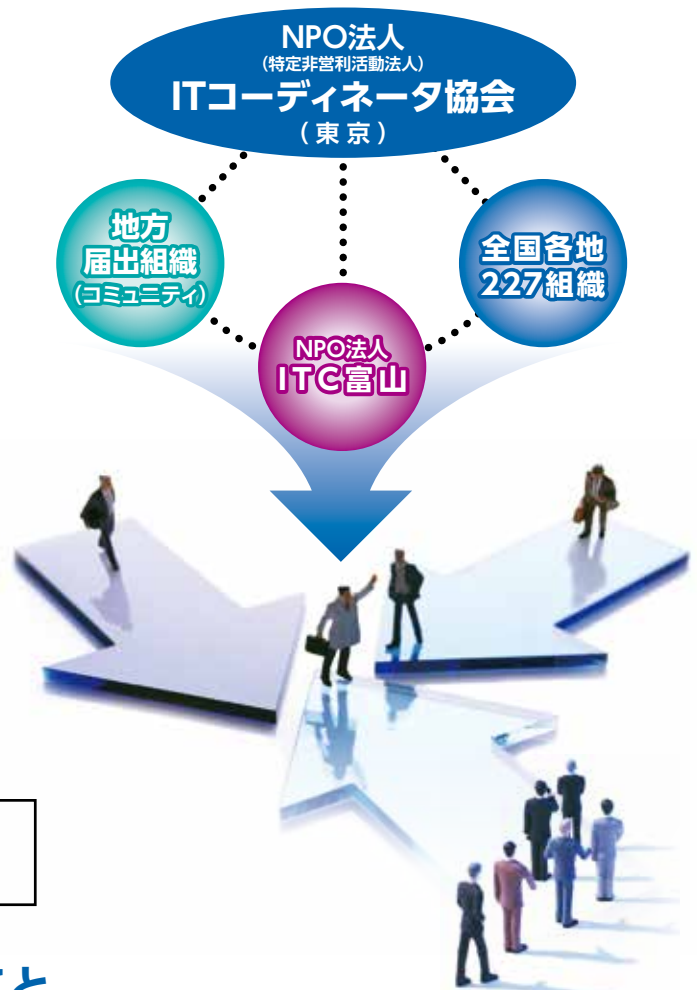 NPO法人
(特定非営利活動法人)
ITコーディネータ協会
(東京)
地方
届出組織
(コミュニティ)
全国各地
227組織
NPO法人
ITC富山
と